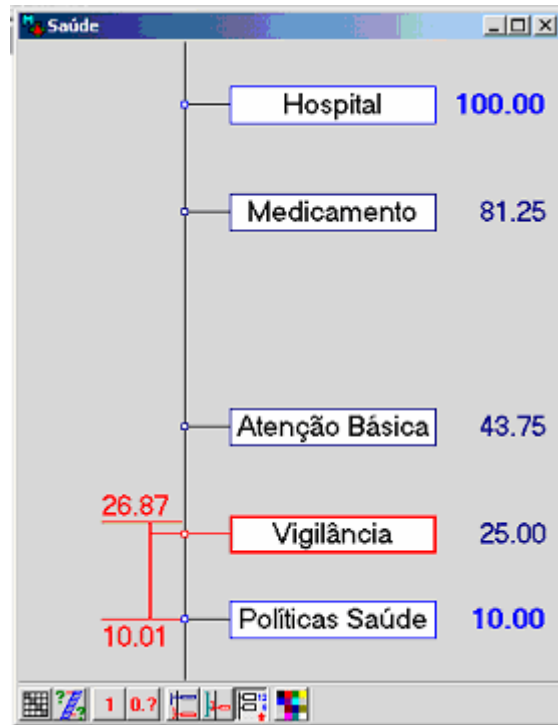 Saúde
Hospital 100.00
Medicamento 81.25
Atenção Básica 43.75
26.87
Vigilância 25.00
Políticas Saúde 10.00
10.01
1 0.?